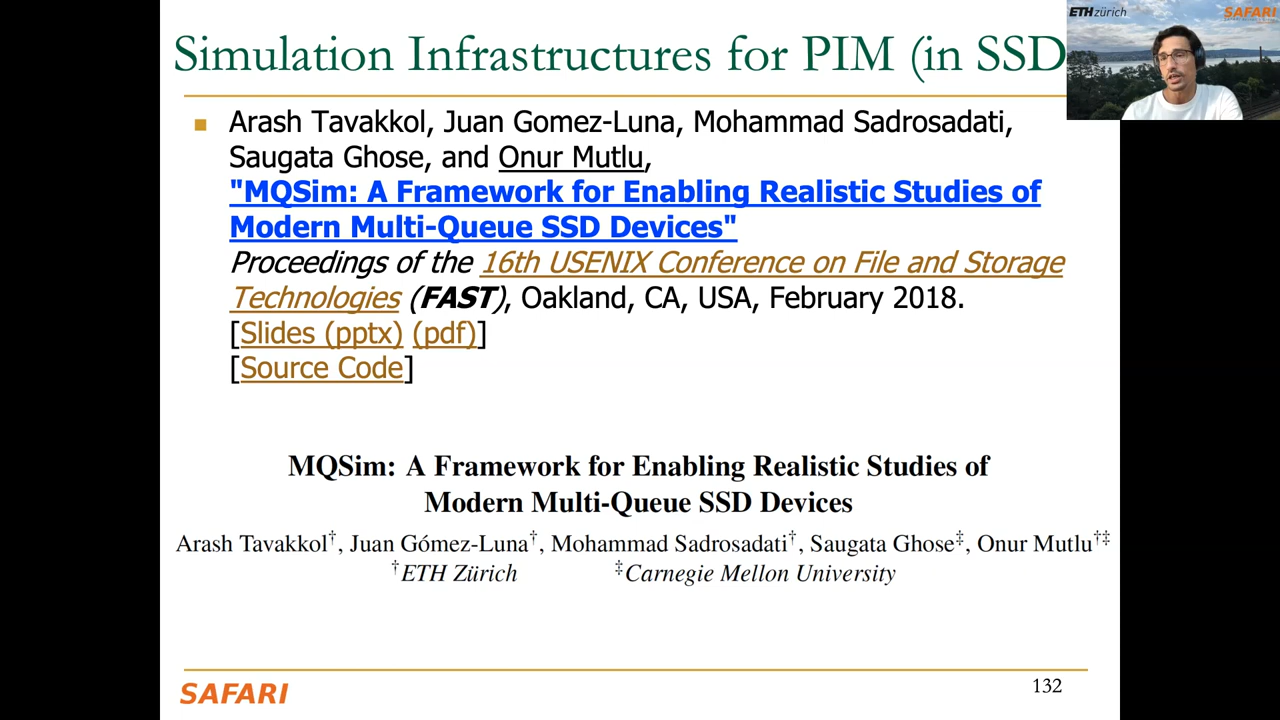 Simulation Infrastructures for PIM (in SSD
ETH zürich
SAFARI
■ Arash Tavakkol, Juan Gomez-Luna, Mohammad Sadrosadati,
Saugata Ghose, and Onur Mutlu,
"MQSim: A Framework for Enabling Realistic Studies of
Modern Multi-Queue SSD Devices"
Proceedings of the 16th USENIX Conference on File and Storage
Technologies (FAST), Oakland, CA, USA, February 2018.
[Slides (pptx) (pdf)]
[Source Code]
MQSim: A Framework for Enabling Realistic Studies of
Modern Multi-Queue SSD Devices
Arash Tavakkol†, Juan Gómez-Luna†, Mohammad Sadrosadati†, Saugata Ghose‡, Onur Mutlu†‡
†ETH Zürich ‡Carnegie Mellon University
SAFARI
132